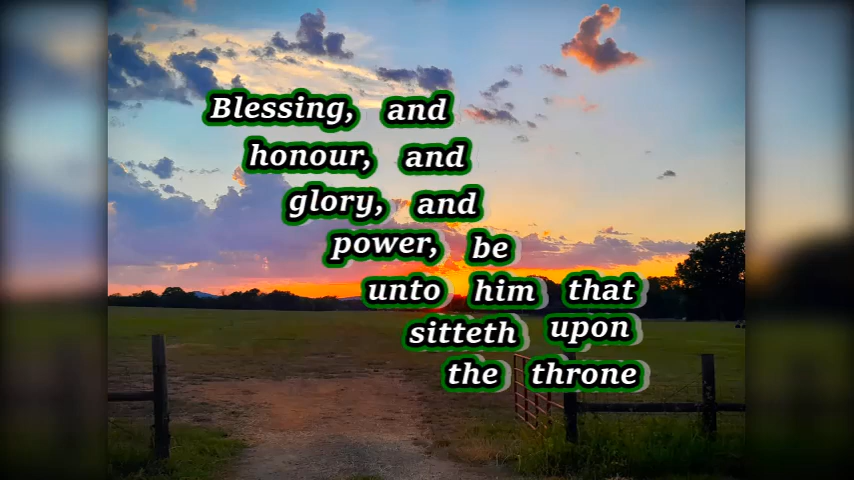 Blessing, and
honour, and
glory, and
power, be
unto him that
sitteth upon
the throne